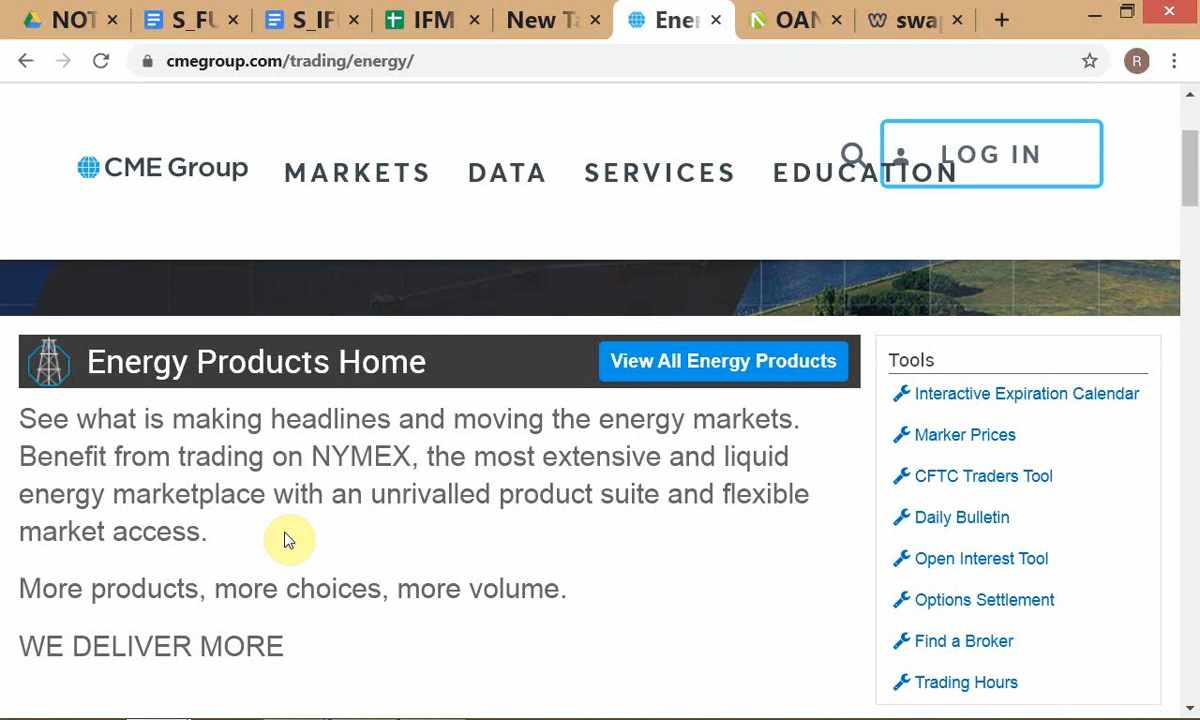 NOT
S_FU
S_IFI
IFM
New Ta
Ener
OAN
swap
cmegroup.com/trading/energy/
R
CME Group
MARKETS
DATA
SERVICES
EDUCATION
LOG IN
Energy Products Home
View All Energy Products
See what is making headlines and moving the energy markets.
Benefit from trading on NYMEX, the most extensive and liquid
energy marketplace with an unrivalled product suite and flexible
market access.
More products, more choices, more volume.
WE DELIVER MORE
Tools
Interactive Expiration Calendar
Marker Prices
CFTC Traders Tool
Daily Bulletin
Open Interest Tool
Options Settlement
Find a Broker
Trading Hours